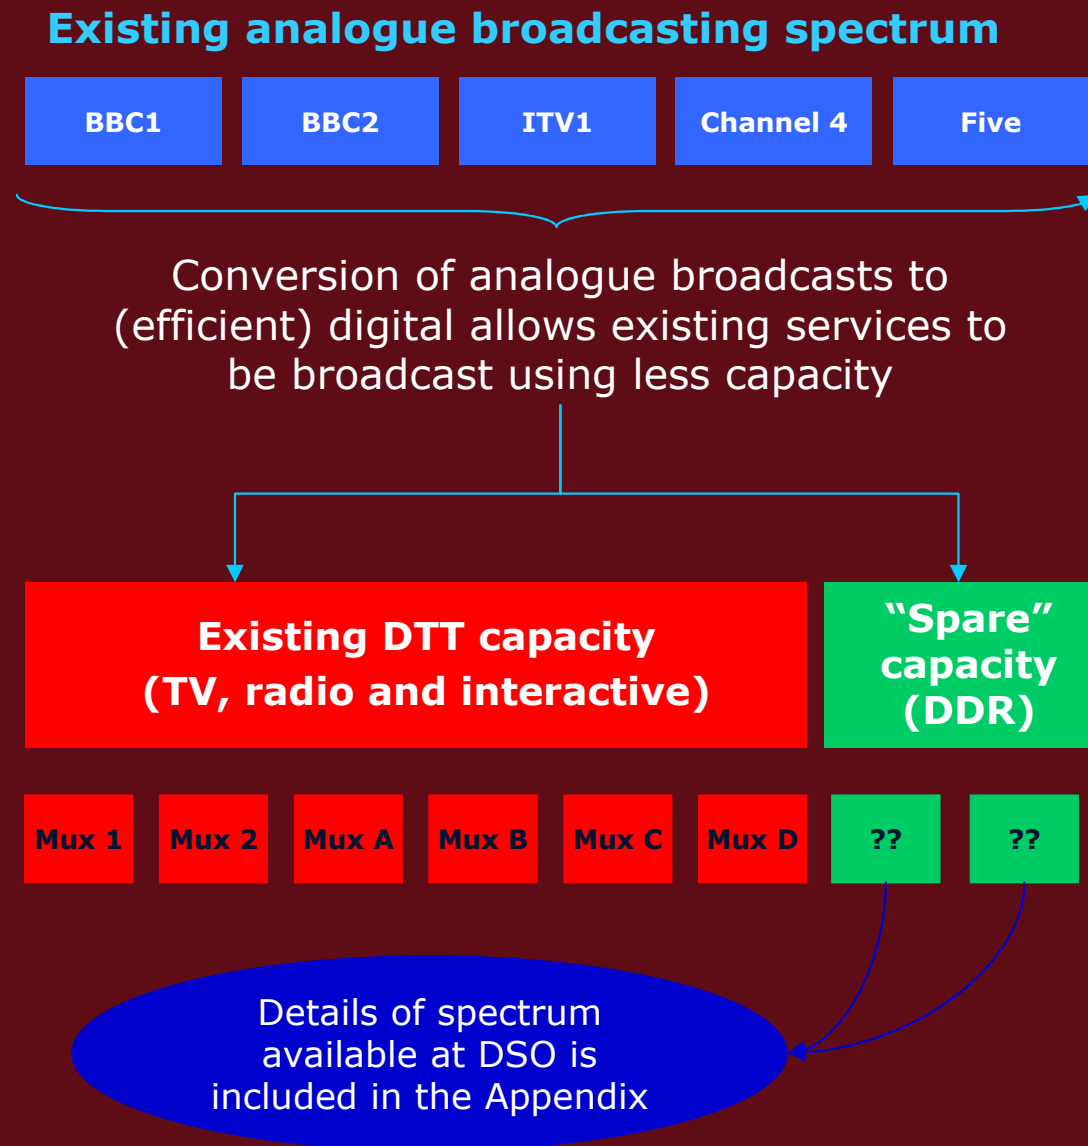 Existing analogue broadcasting spectrum
BBC1
BBC2
ITV1
Channel 4
Five
Conversion of analogue broadcasts to
(efficient) digital allows existing services to
be broadcast using less capacity
Existing DTT capacity
(TV, radio and interactive)
“Spare”
capacity
(DDR)
Mux 1
Mux 2
Mux A
Mux B
Mux C
Mux D
??
??
Details of spectrum
available at DSO is
included in the Appendix